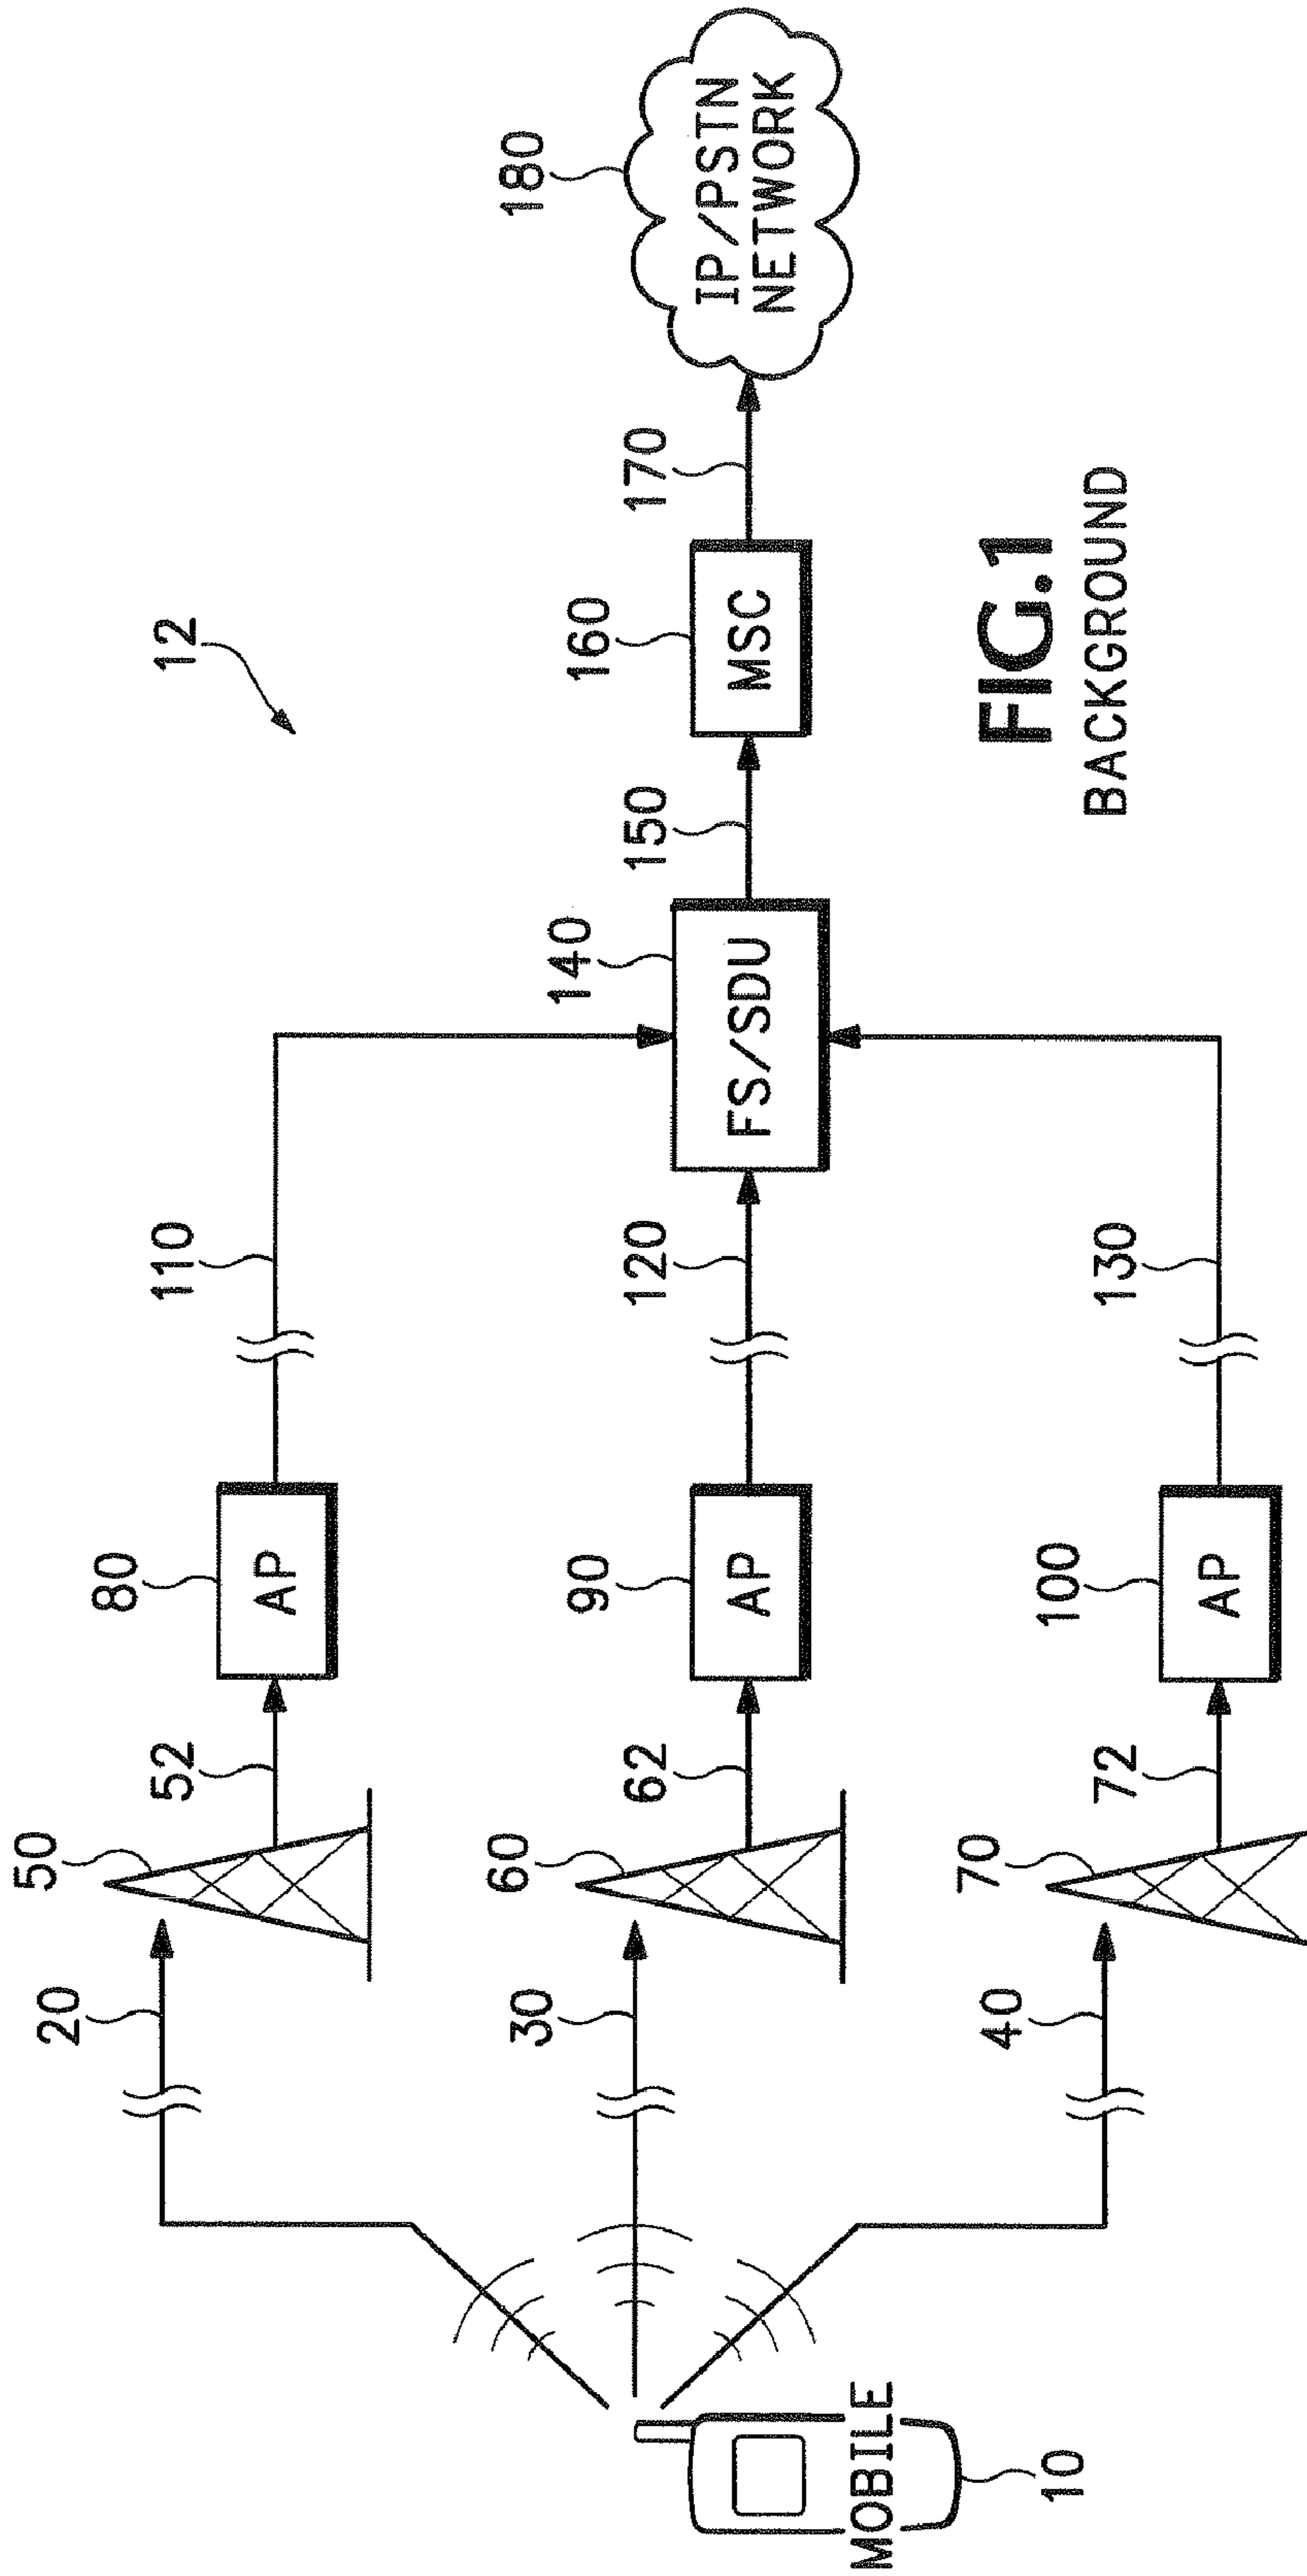 12
20
50
52
80
AP
110
30
60
62
90
AP
120
140
FS/SDU
150
160
MSC
170
180
IP/PSTN
NETWORK
40
70
72
100
AP
130
MOBILE
10
FIG.1
BACKGROUND